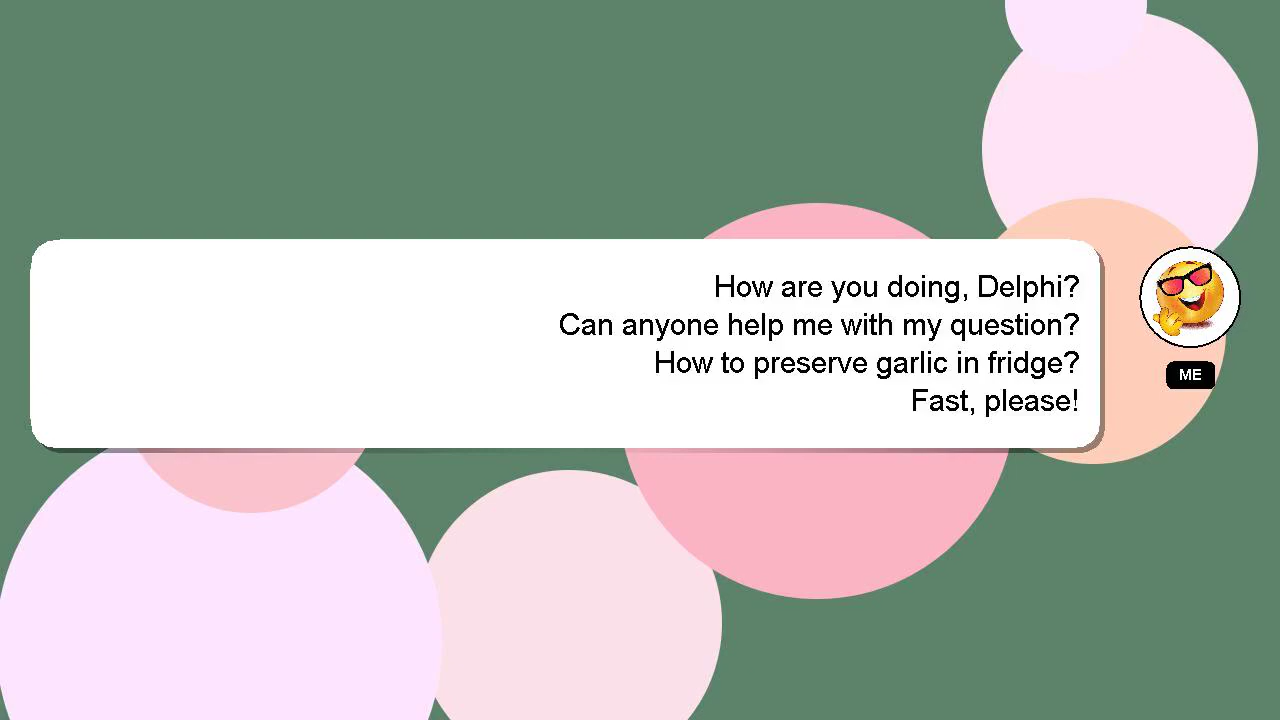 How are you doing, Delphi?
Can anyone help me with my question?
How to preserve garlic in fridge?
Fast, please!
ME